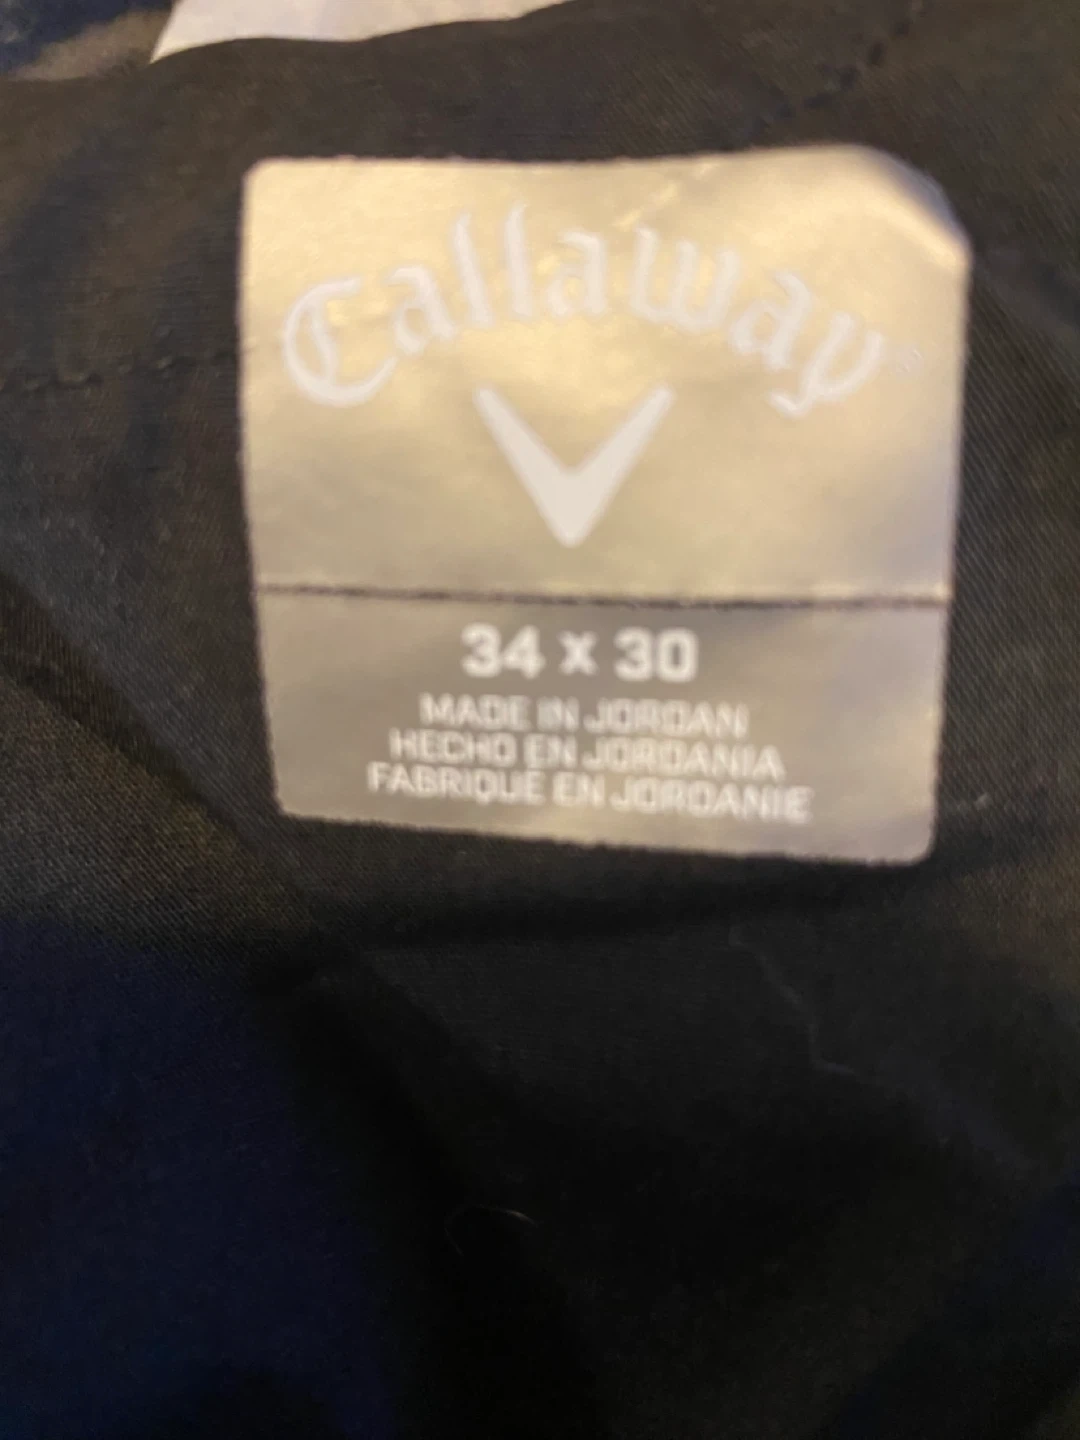 Callaway
34 x 30
MADE IN JORDAN
HECHO EN JORDANIA
FABRIQUE EN JORDANIE